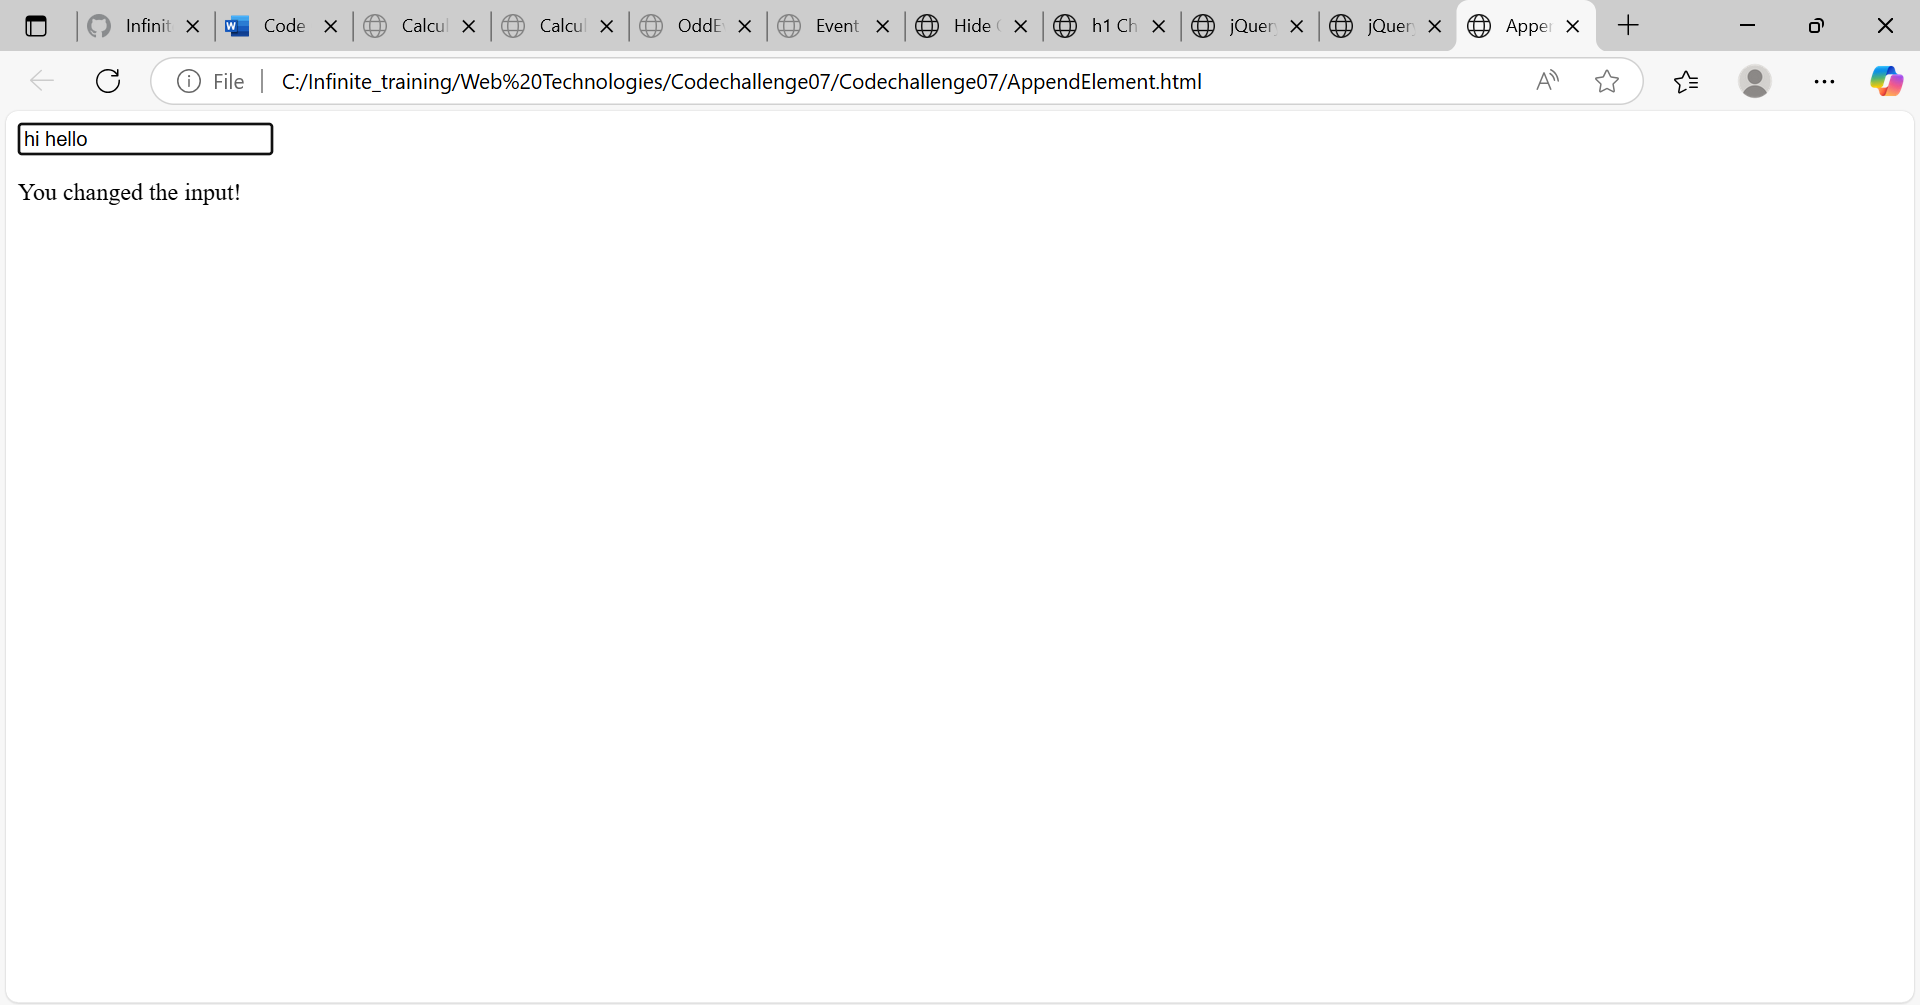 Infinit
Code
Calcul
Calcul
OddE
Event
Hide
h1 Ch
jQuer
jQuer
Appen
File
C:/Infinite_training/Web%20Technologies/Codechallenge07/Codechallenge07/AppendElement.html
hi hello
You changed the input!